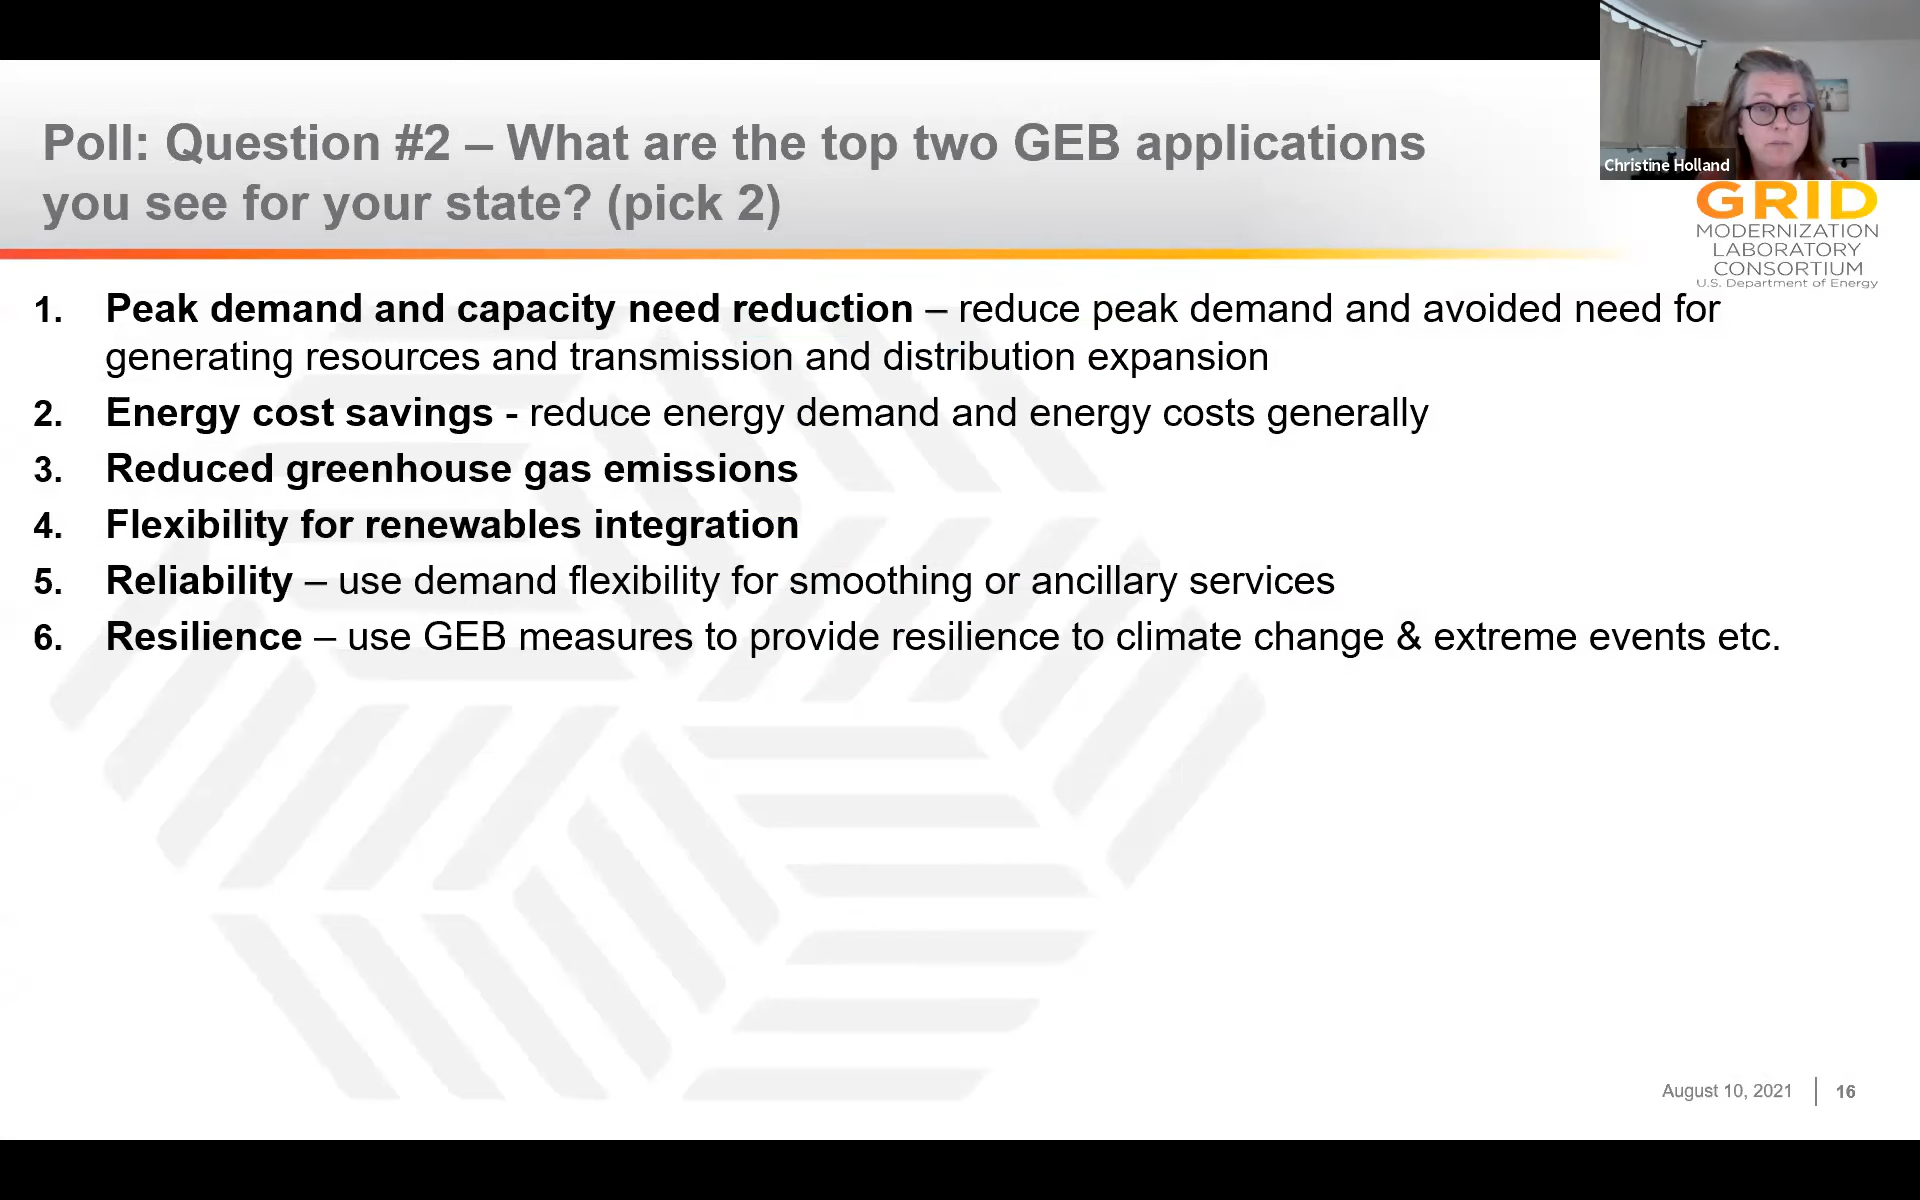 Poll: Question #2 – What are the top two GEB applications
you see for your state? (pick 2)
Christine Holland
GRID
MODERNIZATION
LABORATORY
CONSORTIUM
U.S. Department of Energy
1. Peak demand and capacity need reduction – reduce peak demand and avoided need for
generating resources and transmission and distribution expansion
2. Energy cost savings - reduce energy demand and energy costs generally
3. Reduced greenhouse gas emissions
4. Flexibility for renewables integration
5. Reliability – use demand flexibility for smoothing or ancillary services
6. Resilience – use GEB measures to provide resilience to climate change & extreme events etc.
August 10, 2021 16